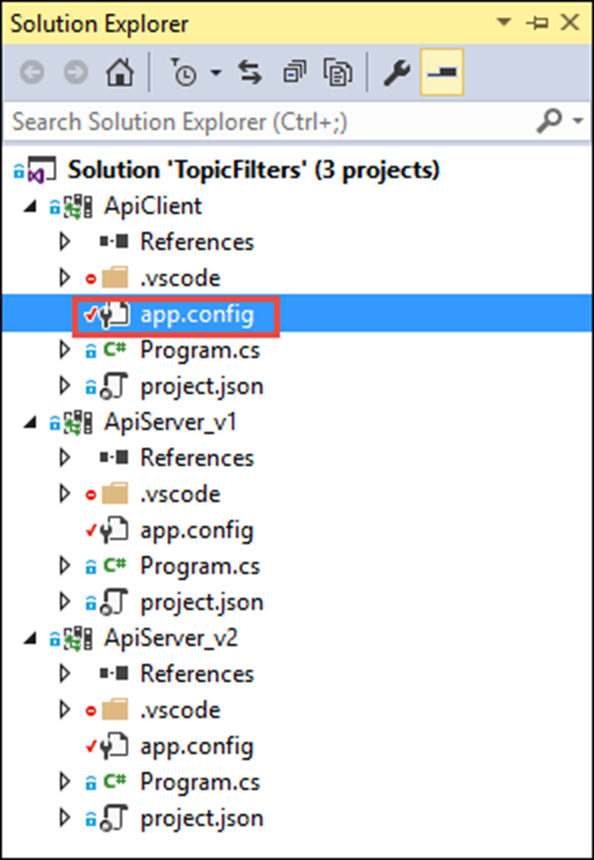 Solution Explorer
Search Solution Explorer (Ctrl+;)
Solution 'TopicFilters' (3 projects)
ApiClient
References
.vscode
app.config
C# Program.cs
project.json
ApiServer_v1
References
.vscode
app.config
C# Program.cs
project.json
ApiServer_v2
References
.vscode
app.config
C# Program.cs
project.json